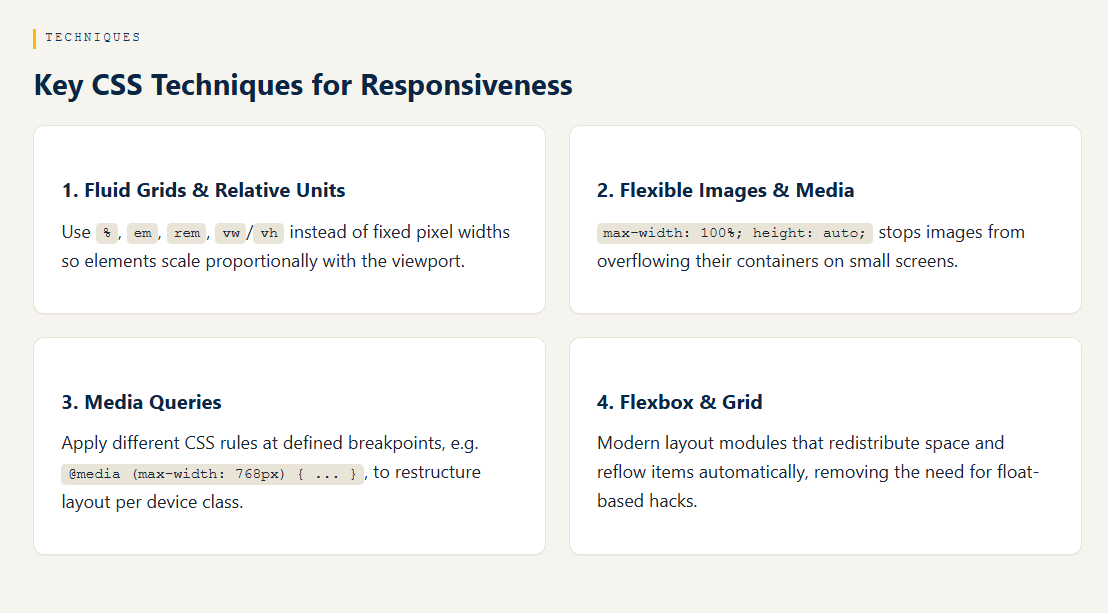 TECHNIQUES
Key CSS Techniques for Responsiveness
1. Fluid Grids & Relative Units
Use %, em, rem, vw/vh instead of fixed pixel widths
so elements scale proportionally with the viewport.
2. Flexible Images & Media
max-width: 100%; height: auto; stops images from
overflowing their containers on small screens.
3. Media Queries
Apply different CSS rules at defined breakpoints, e.g.
@media (max-width: 768px) { ... }, to restructure
layout per device class.
4. Flexbox & Grid
Modern layout modules that redistribute space and
reflow items automatically, removing the need for float-
based hacks.